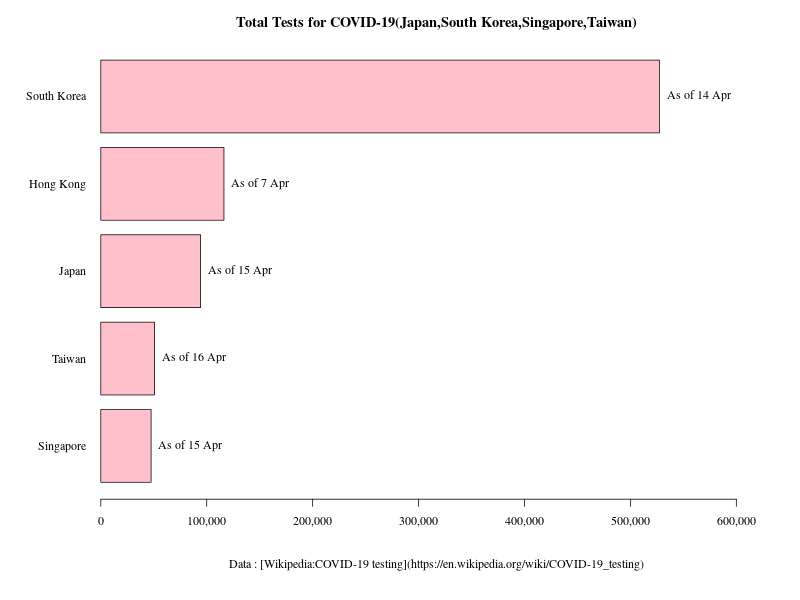 Total Tests for COVID-19(Japan,South Korea,Singapore,Taiwan)
South Korea
As of 14 Apr
Hong Kong
As of 7 Apr
Japan
As of 15 Apr
Taiwan
As of 16 Apr
Singapore
As of 15 Apr
0 100,000 200,000 300,000 400,000 500,000 600,000
Data : [Wikipedia:COVID-19 testing](https://en.wikipedia.org/wiki/COVID-19_testing)